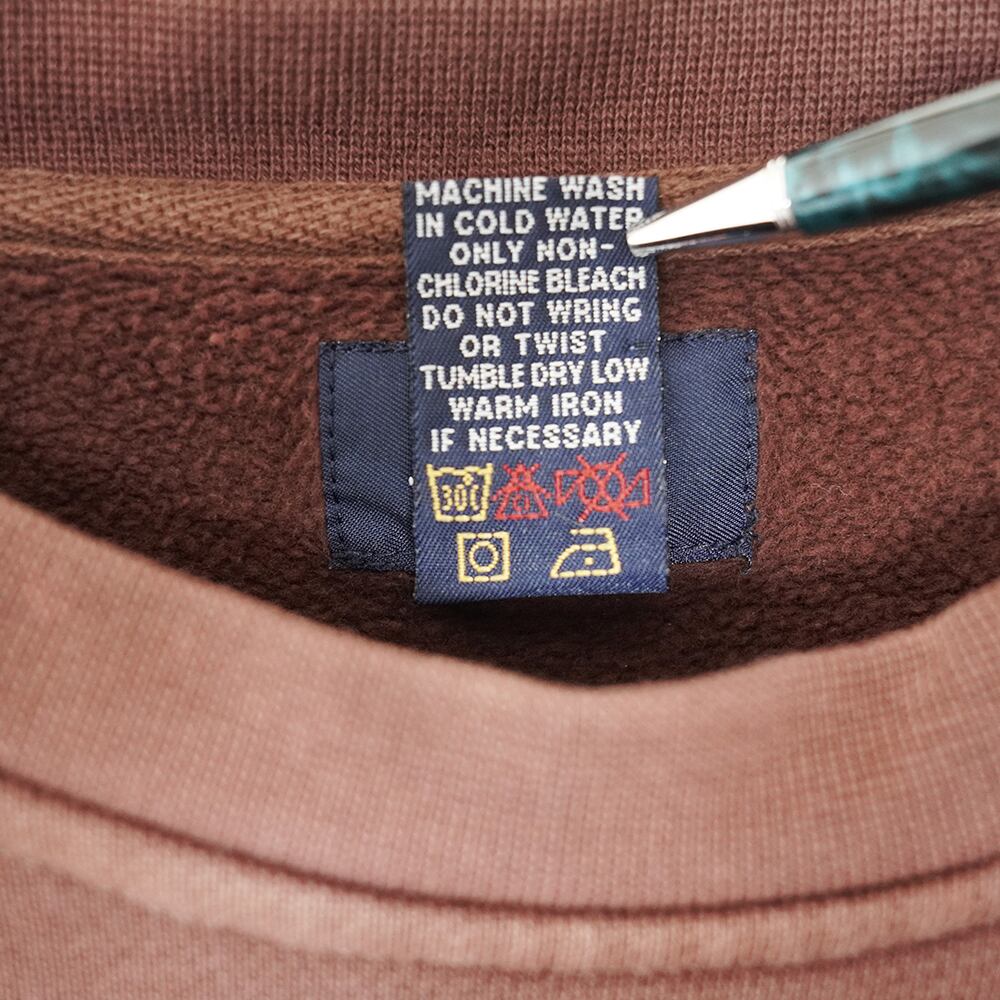 MACHINE WASH
IN COLD WATER
ONLY NON-
CHLORINE BLEACH
DO NOT WRING
OR TWIST
TUMBLE DRY LOW
WARM IRON
IF NECESSARY
30